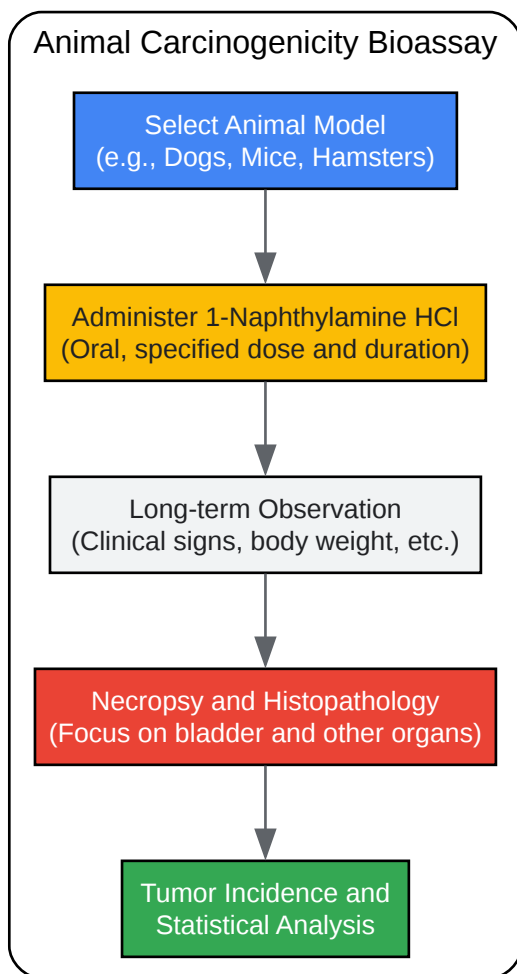 Animal Carcinogenicity Bioassay
Select Animal Model
(e.g., Dogs, Mice, Hamsters)
Administer 1-Naphthylamine HCl
(Oral, specified dose and duration)
Long-term Observation
(Clinical signs, body weight, etc.)
Necropsy and Histopathology
(Focus on bladder and other organs)
Tumor Incidence and
Statistical Analysis